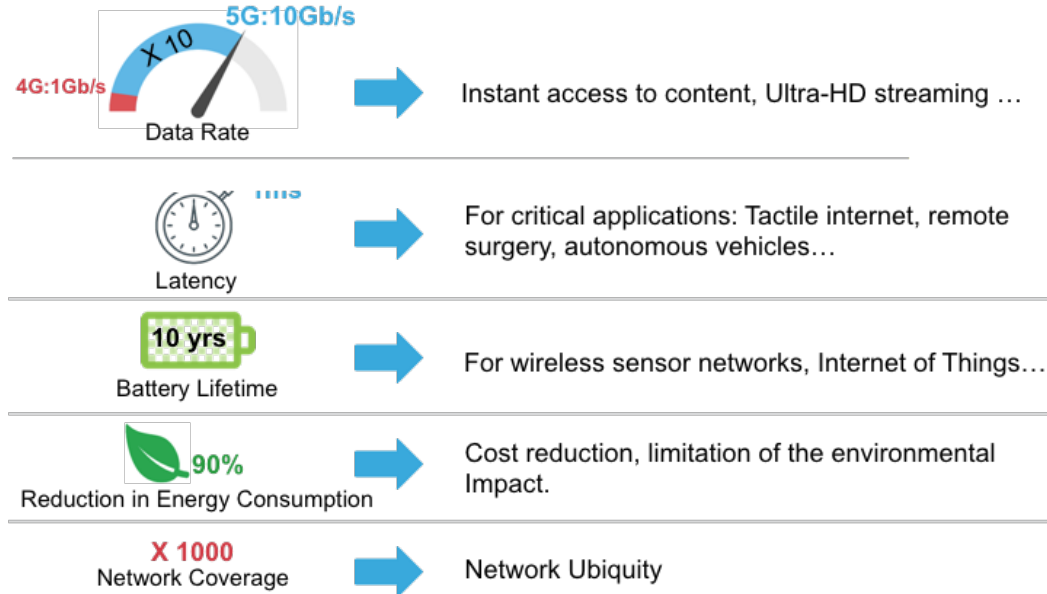 5G:10Gb/s
X 10
4G:1Gb/s
Data Rate
Instant access to content, Ultra-HD streaming …
Latency
For critical applications: Tactile internet, remote
surgery, autonomous vehicles…
10 yrs
Battery Lifetime
For wireless sensor networks, Internet of Things…
90%
Reduction in Energy Consumption
Cost reduction, limitation of the environmental
Impact.
X 1000
Network Coverage
Network Ubiquity